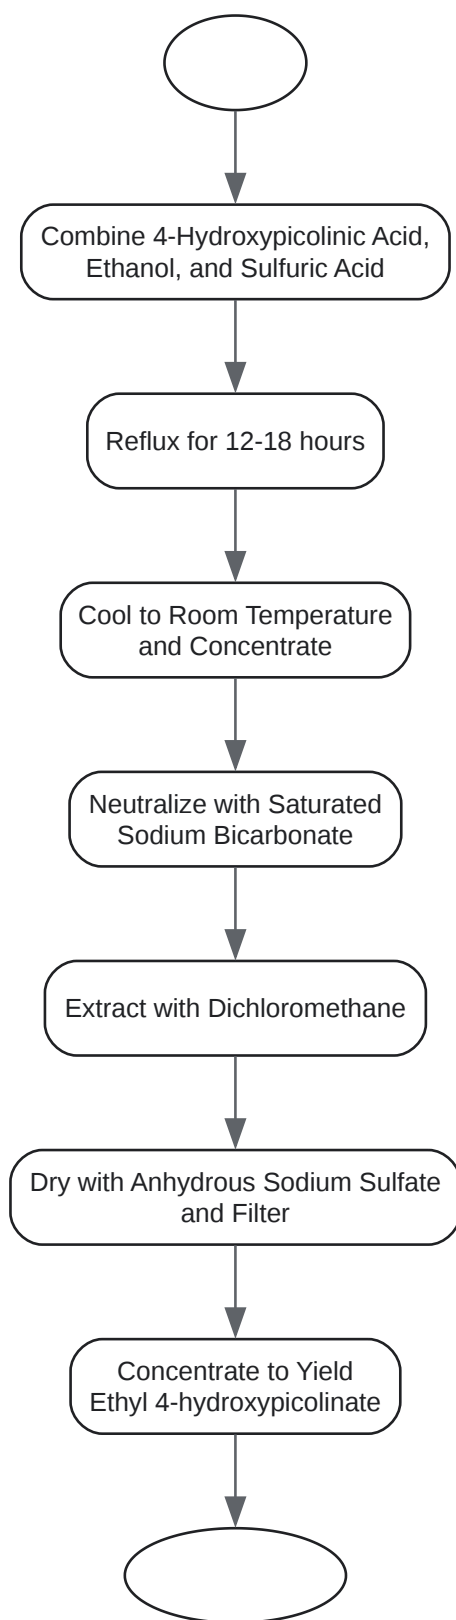 Combine 4-Hydroxypicolinic Acid,
Ethanol, and Sulfuric Acid
Reflux for 12-18 hours
Cool to Room Temperature
and Concentrate
Neutralize with Saturated
Sodium Bicarbonate
Extract with Dichloromethane
Dry with Anhydrous Sodium Sulfate
and Filter
Concentrate to Yield
Ethyl 4-hydroxypicolinate